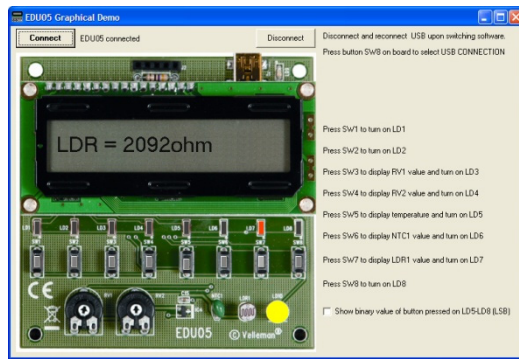 EDU05 Graphical Demo
Connect
EDU05 connected
Disconnect
Disconnect and reconnect USB upon switching software.
Press button SW8 on board to select USB CONNECTION
LDR = 2092ohm
Press SW1 to turn on LD1
Press SW2 to turn on LD2
Press SW3 to display RV1 value and turn on LD3
Press SW4 to display RV2 value and turn on LD4
Press SW5 to display temperature and turn on LD5
Press SW6 to display NTC1 value and turn on LD6
Press SW7 to display LDR1 value and turn on LD7
Press SW8 to turn on LD8
Show binary value of button pressed on LD5-LD8 (LSB)
LD1 LD2 LD3 LD4 LD5 LD6 LD7 LD8
SW1 SW2 SW3 SW4 SW5 SW6 SW7 SW8
CE
RV1
RV2
NTC1
LDR1
EDU05
© Velleman®